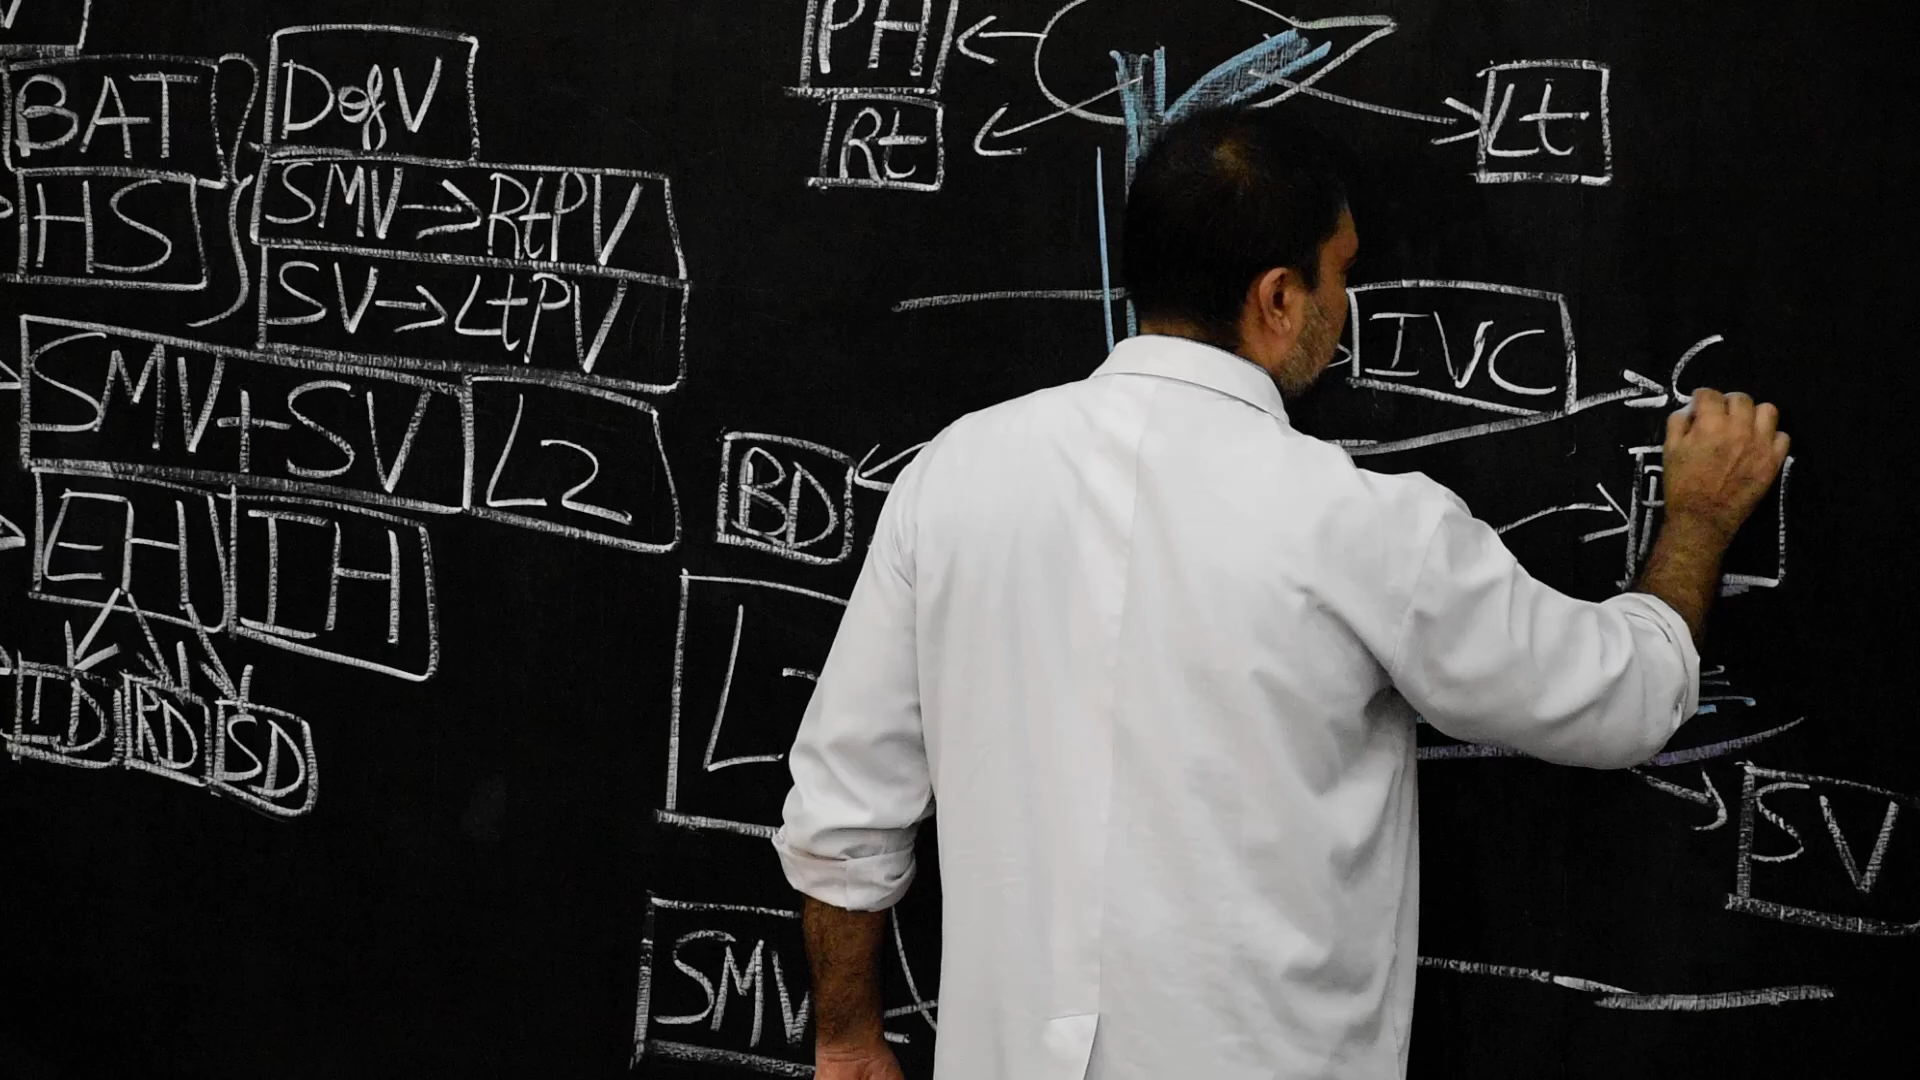 BAT
DofV
HS
SMV→RtPV
SV→LtPV
SMV+SV L2
EH IH
RD SD
PH
Rt
Lt
IVC
BD
L
SV
SMV